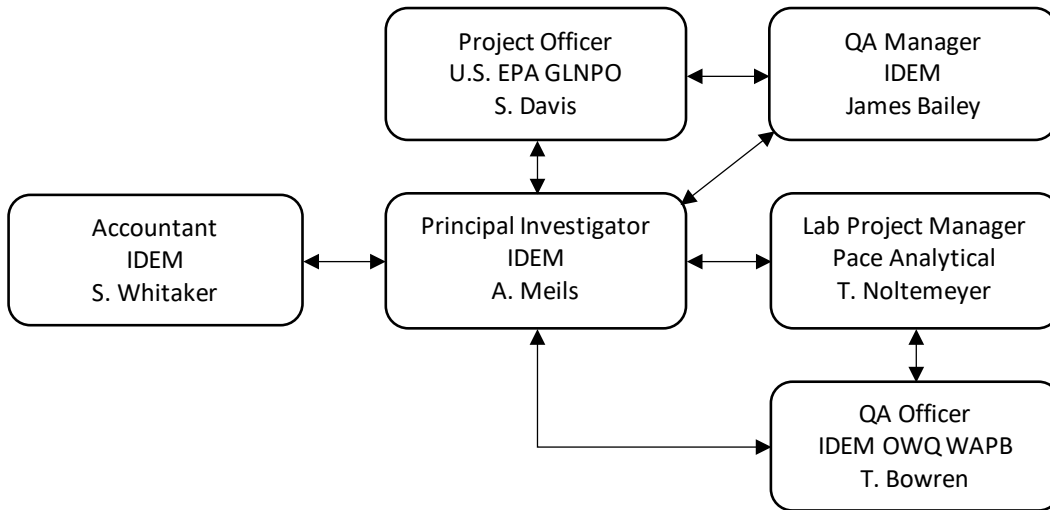 Project Officer
U.S. EPA GLNPO
S. Davis
QA Manager
IDEM
James Bailey
Accountant
IDEM
S. Whitaker
Principal Investigator
IDEM
A. Meils
Lab Project Manager
Pace Analytical
T. Noltemeyer
QA Officer
IDEM OWQ WAPB
T. Bowren